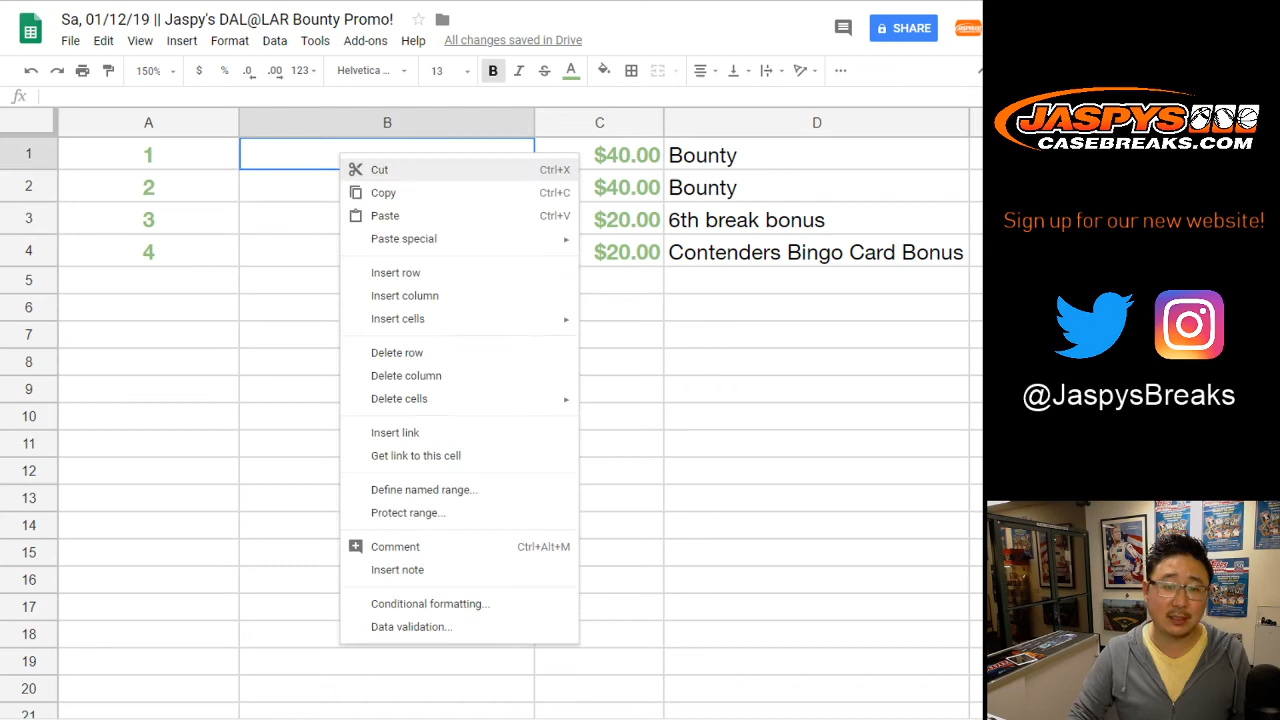 Sa, 01/12/19 || Jaspy's DAL@LAR Bounty Promo!
File Edit View Insert Format Data Tools Add-ons Help All changes saved in Drive
SHARE
150% $ % .0 .00 123 Helvetica ... 13 B I S A
fx
A B C D
1 1 $40.00 Bounty
2 2 $40.00 Bounty
3 3 $20.00 6th break bonus
4 4 $20.00 Contenders Bingo Card Bonus
5
6
7
8
9
10
11
12
13
14
15
16
17
18
19
20
21
Cut Ctrl+X
Copy Ctrl+C
Paste Ctrl+V
Paste special
Insert row
Insert column
Insert cells
Delete row
Delete column
Delete cells
Insert link
Get link to this cell
Define named range...
Protect range...
Comment Ctrl+Alt+M
Insert note
Conditional formatting...
Data validation...
JASPYS
CASEBREAKS.COM
Sign up for our new website!
@JaspysBreaks